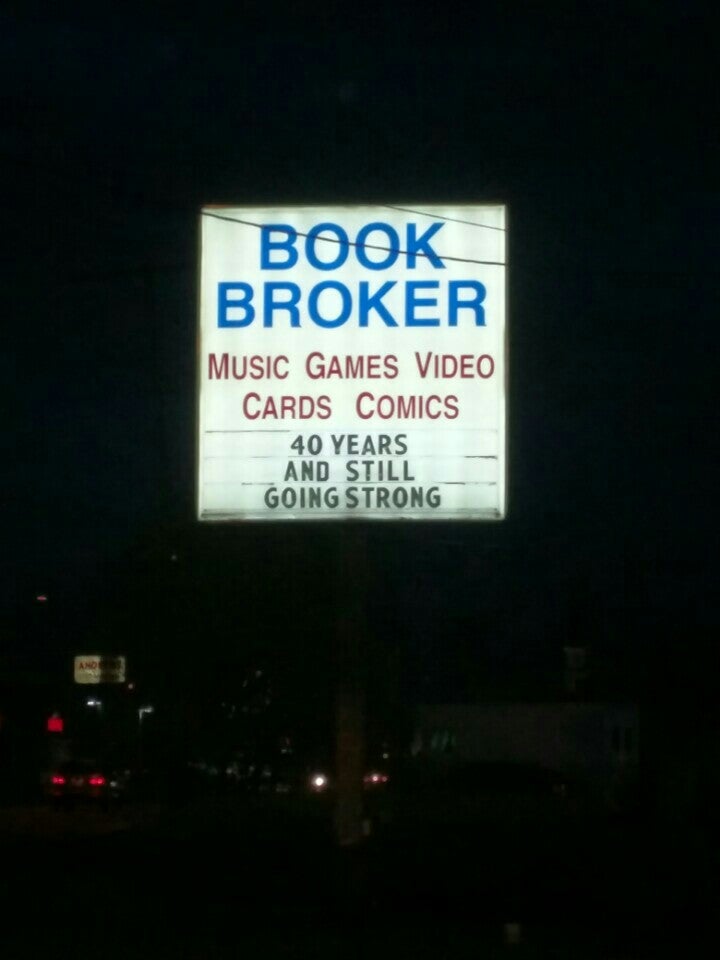 BOOK
BROKER
MUSIC GAMES VIDEO
CARDS COMICS
40 YEARS
AND STILL
GOING STRONG